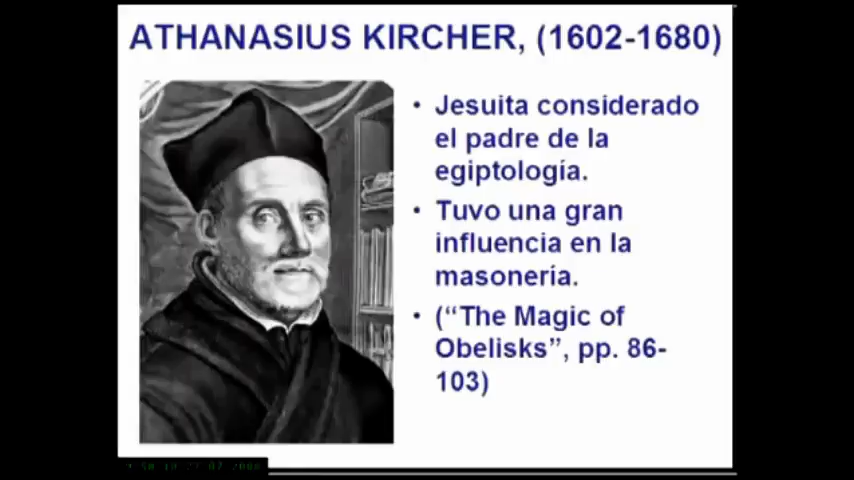 ATHANASIUS KIRCHER, (1602-1680)
• Jesuita considerado
el padre de la
egiptología.
• Tuvo una gran
influencia en la
masonería.
• (“The Magic of
Obelisks”, pp. 86-
103)